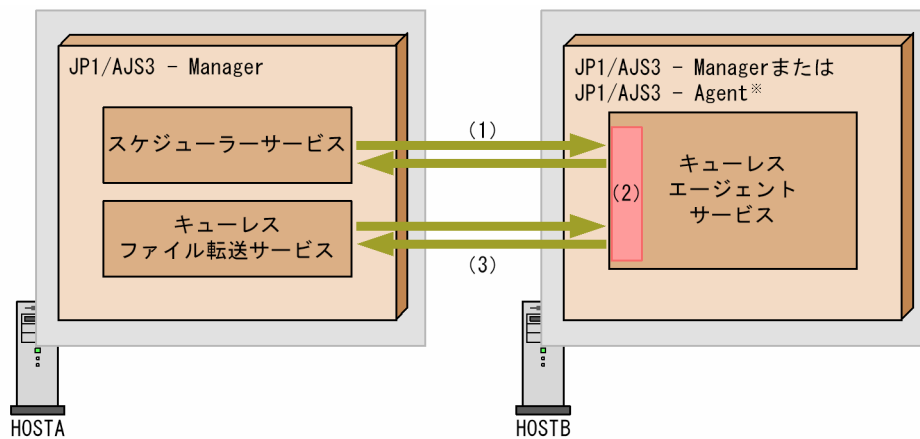 JP1/AJS3 - Manager
スケジューラーサービス
キューレス
ファイル転送サービス
HOSTA
(1)
(3)
JP1/AJS3 - Managerまたは
JP1/AJS3 - Agent※
(2)
キューレス
エージェント
サービス
HOSTB